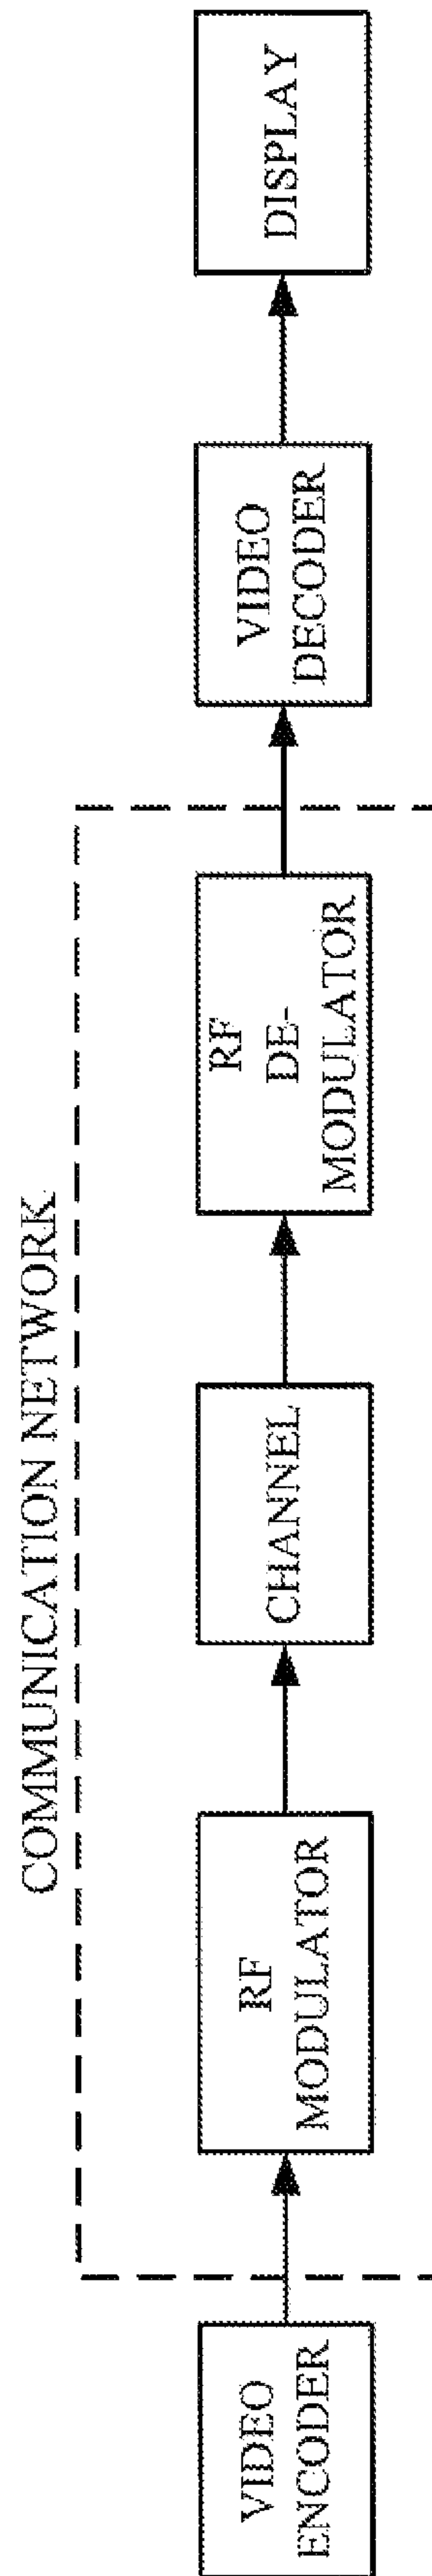 COMMUNICATION NETWORK
VIDEO
ENCODER
RF
MODULATOR
CHANNEL
RF
DE-
MODULATOR
VIDEO
DECODER
DISPLAY